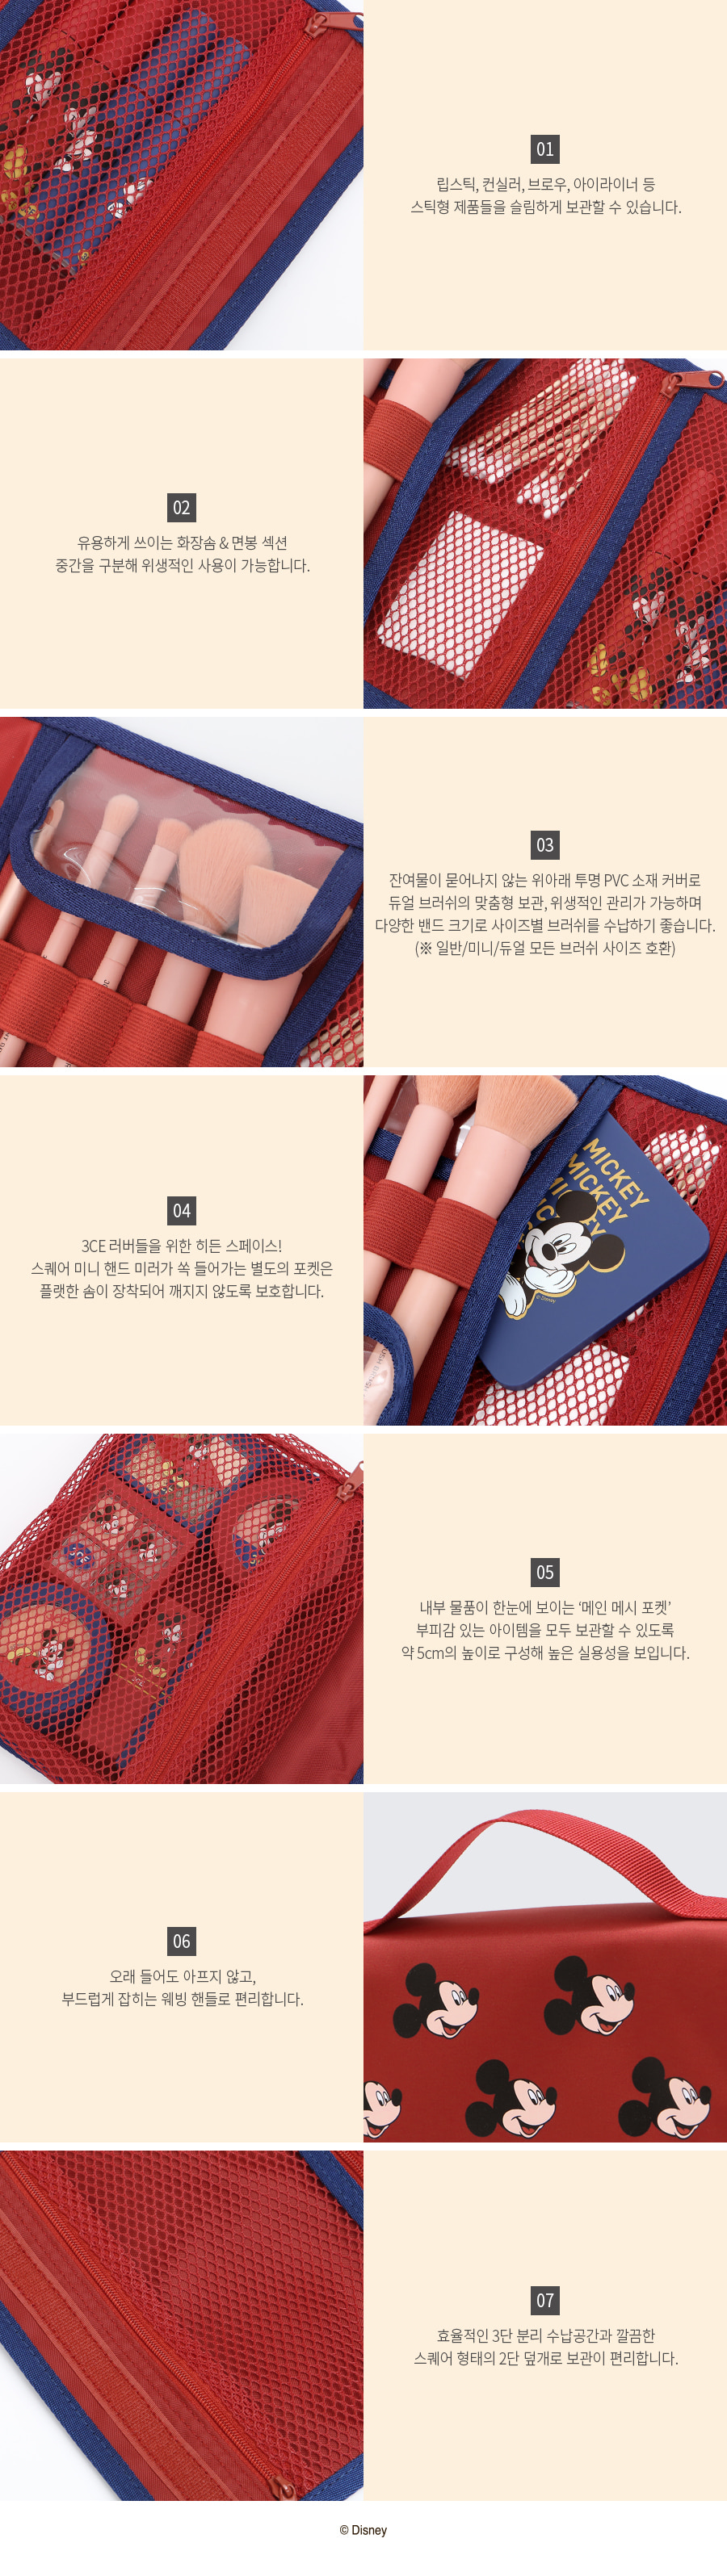 01
립스틱, 컨실러, 브로우, 아이라이너 등
스틱형 제품들을 슬림하게 보관할 수 있습니다.
02
유용하게 쓰이는 화장솜 & 면봉 섹션
중간을 구분해 위생적인 사용이 가능합니다.
03
잔여물이 묻어나지 않는 위아래 투명 PVC 소재 커버로
듀얼 브러쉬의 맞춤형 보관, 위생적인 관리가 가능하며
다양한 밴드 크기로 사이즈별 브러쉬를 수납하기 좋습니다.
(※ 일반/미니/듀얼 모든 브러쉬 사이즈 호환)
04
3CE 러버들을 위한 히든 스페이스!
스퀘어 미니 핸드 미러가 쏙 들어가는 별도의 포켓은
플랫한 솜이 장착되어 깨지지 않도록 보호합니다.
MICKEY
MICKEY
© Disney
05
내부 물품이 한눈에 보이는 ‘메인 메시 포켓’
부피감 있는 아이템을 모두 보관할 수 있도록
약 5cm의 높이로 구성해 높은 실용성을 보입니다.
06
오래 들어도 아프지 않고,
부드럽게 잡히는 웨빙 핸들로 편리합니다.
07
효율적인 3단 분리 수납공간과 깔끔한
스퀘어 형태의 2단 덮개로 보관이 편리합니다.
© Disney